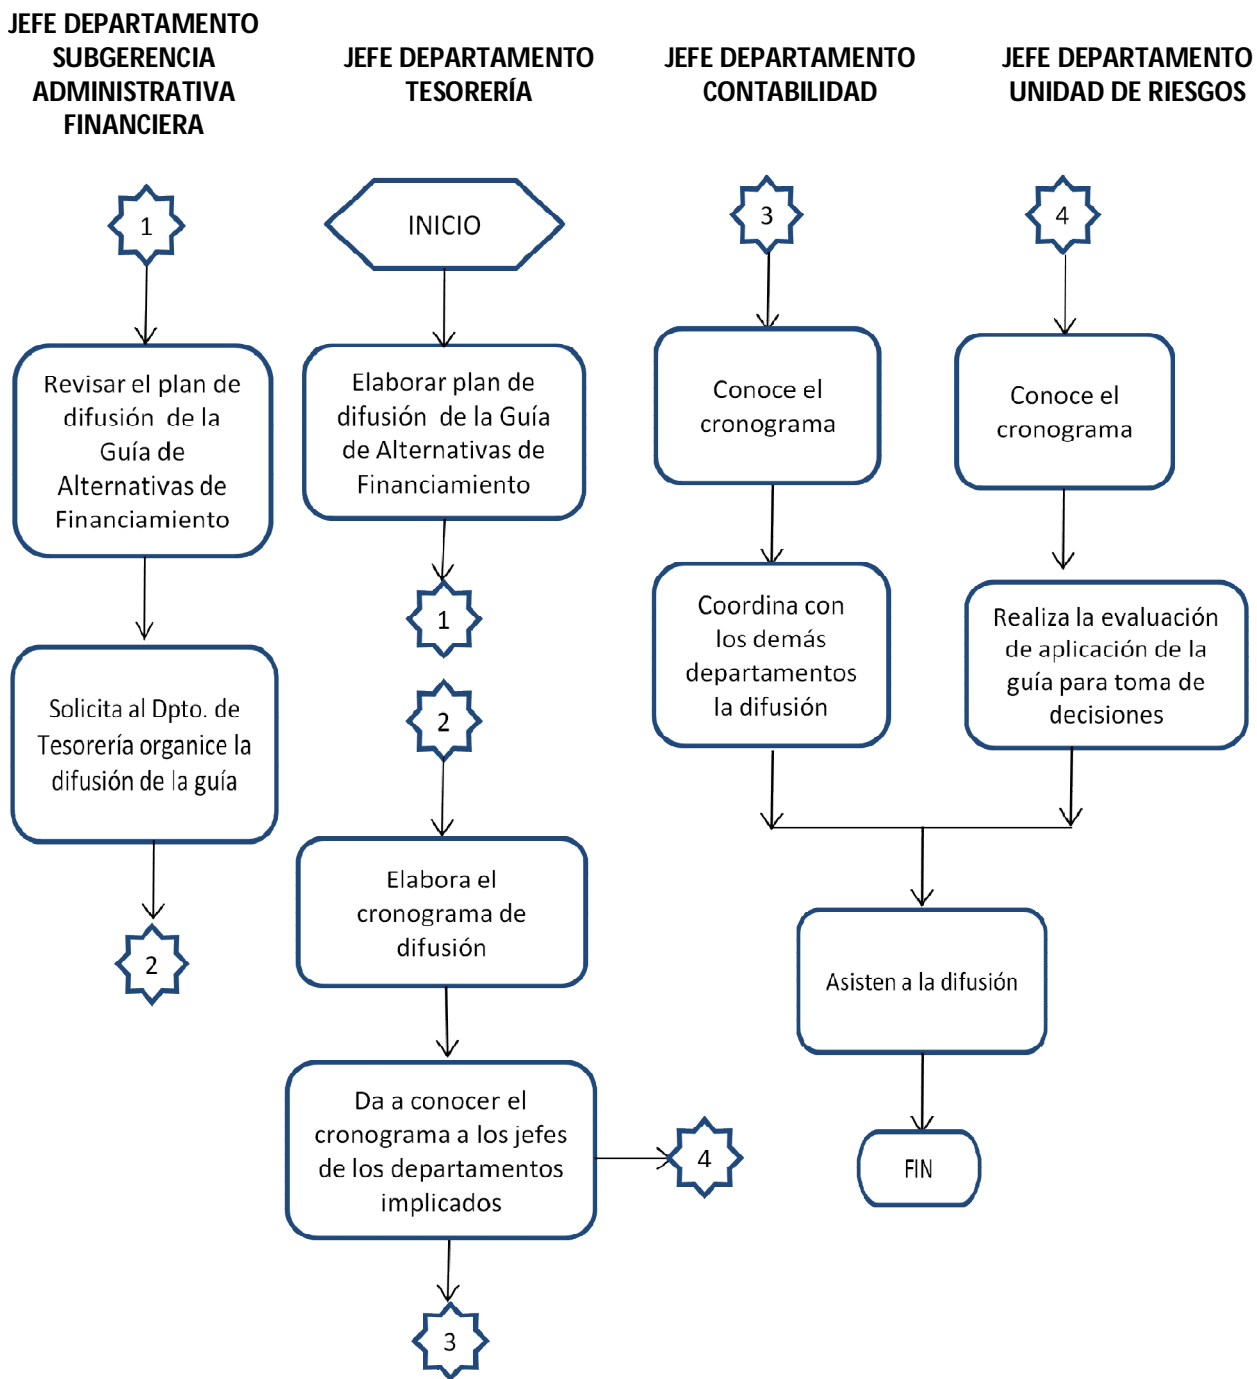 JEFE DEPARTAMENTO
SUBGERENCIA
ADMINISTRATIVA
FINANCIERA
JEFE DEPARTAMENTO
TESORERÍA
JEFE DEPARTAMENTO
CONTABILIDAD
JEFE DEPARTAMENTO
UNIDAD DE RIESGOS
1
Revisar el plan de
difusión de la
Guía de
Alternativas de
Financiamiento
Solicita al Dpto. de
Tesorería organice la
difusión de la guía
2
INICIO
Elaborar plan de
difusión de la Guía
de Alternativas de
Financiamiento
1
2
Elabora el
cronograma de
difusión
Da a conocer el
cronograma a los jefes
de los departamentos
implicados
4
3
3
Conoce el
cronograma
Coordina con
los demás
departamentos
la difusión
4
Conoce el
cronograma
Realiza la evaluación
de aplicación de la
guía para toma de
decisiones
Asisten a la difusión
FIN